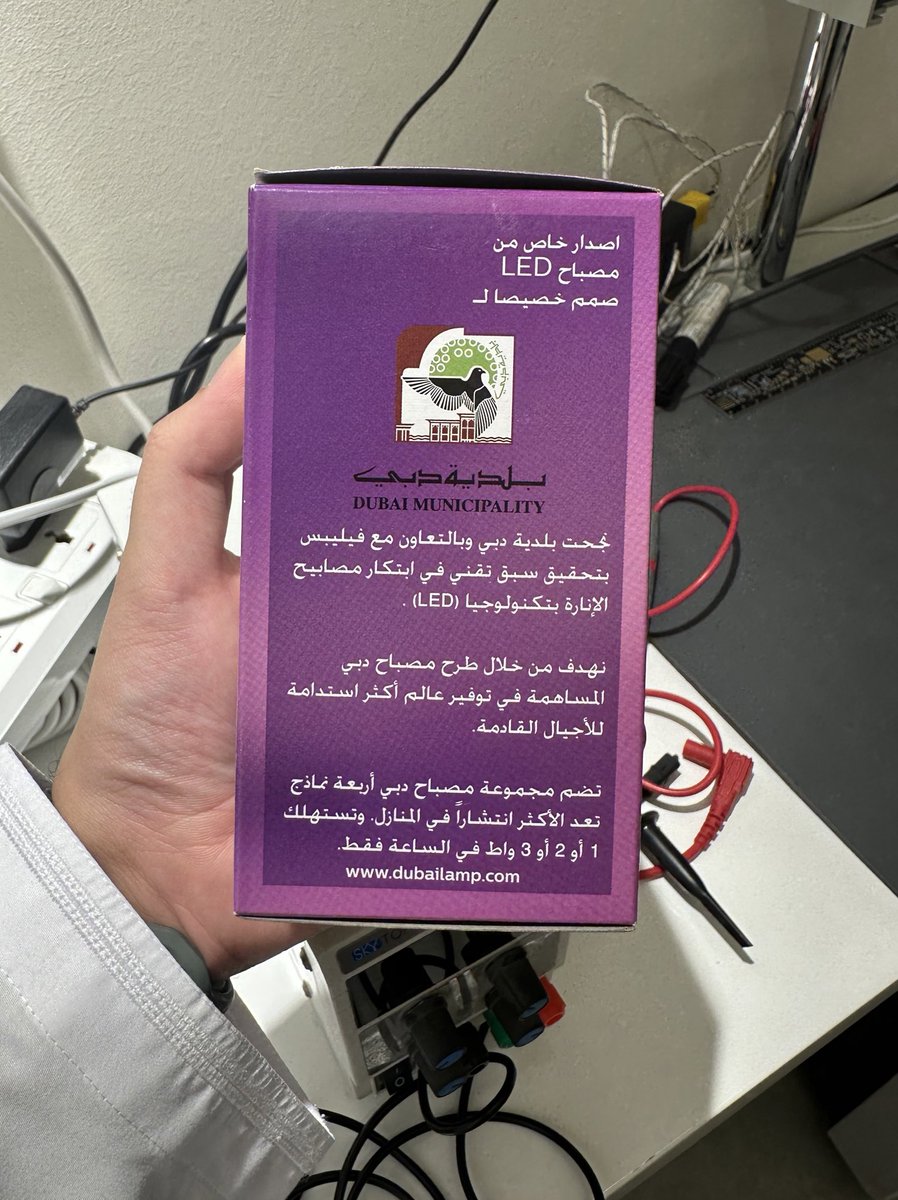 اصدار خاص من
مصباح LED
صمم خصيصا لـ
بلدية دبي
DUBAI MUNICIPALITY
نجحت بلدية دبي وبالتعاون مع فيليبس
بتحقيق سبق تقني في ابتكار مصابيح
الإنارة بتكنولوجيا (LED) .
نهدف من خلال طرح مصباح دبي
المساهمة في توفير عالم أكثر استدامة
للأجيال القادمة.
تضم مجموعة مصباح دبي أربعة نماذج
تعد الأكثر انتشاراً في المنازل. وتستهلك
1 أو 2 أو 3 واط في الساعة فقط.
www.dubailamp.com